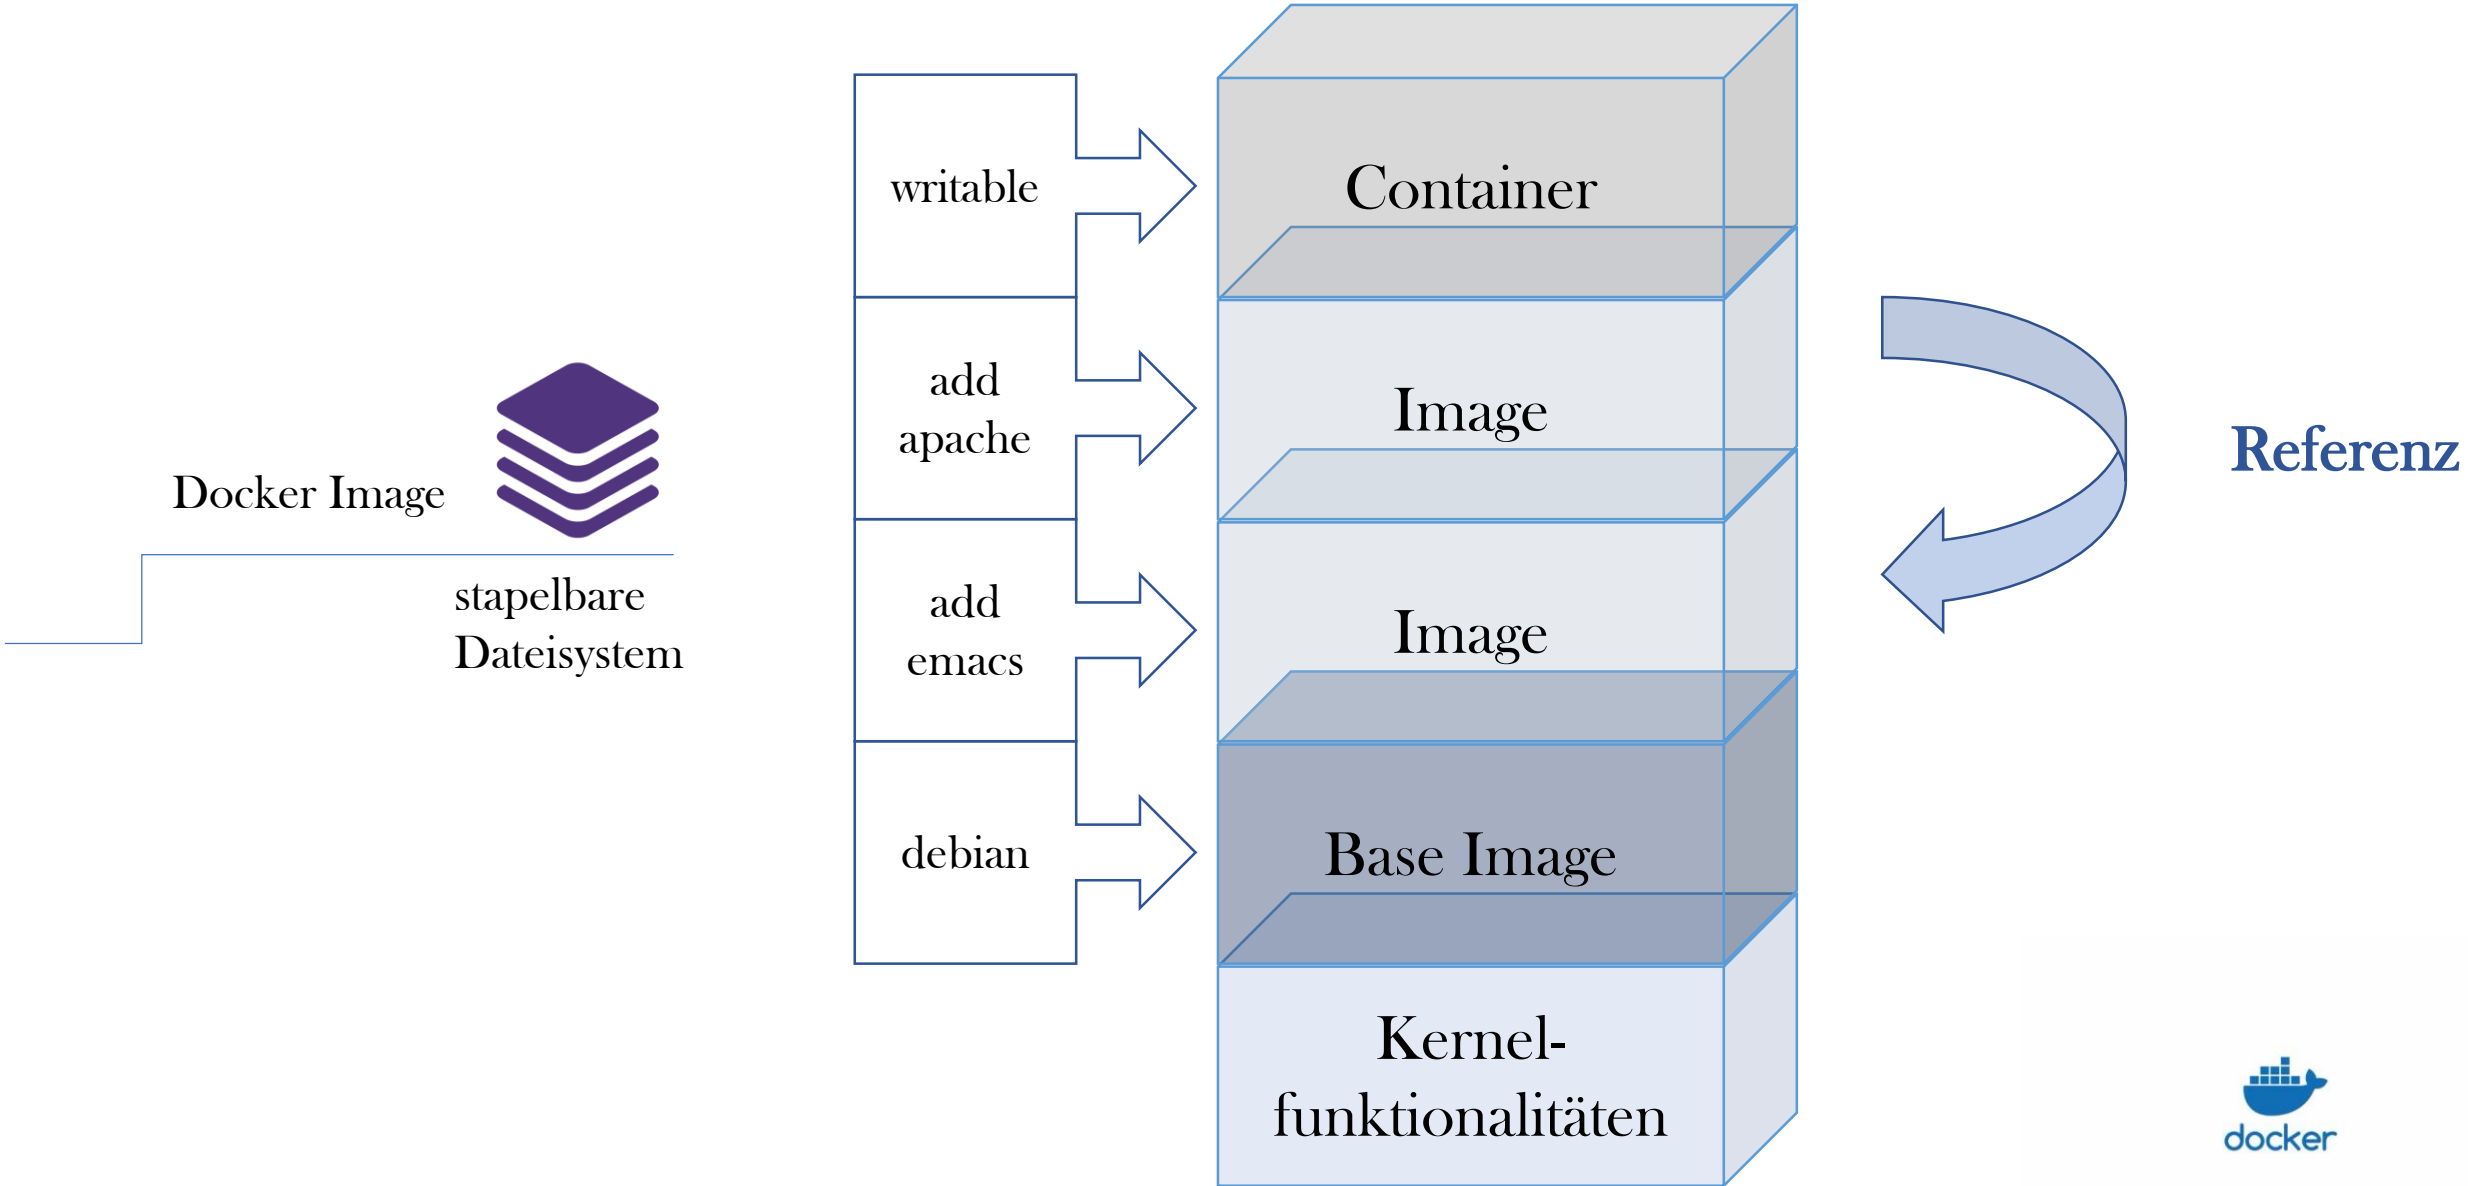 Docker Image
stapelbare
Dateisystem
writable
add
apache
add
emacs
debian
Container
Image
Image
Base Image
Kernel-
funktionalitäten
Referenz
docker